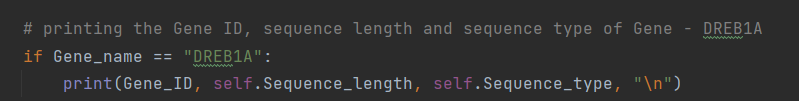 # printing the Gene ID, sequence length and sequence type of Gene - DREB1A
if Gene_name == "DREB1A":
    print(Gene_ID, self.Sequence_length, self.Sequence_type, "\n")